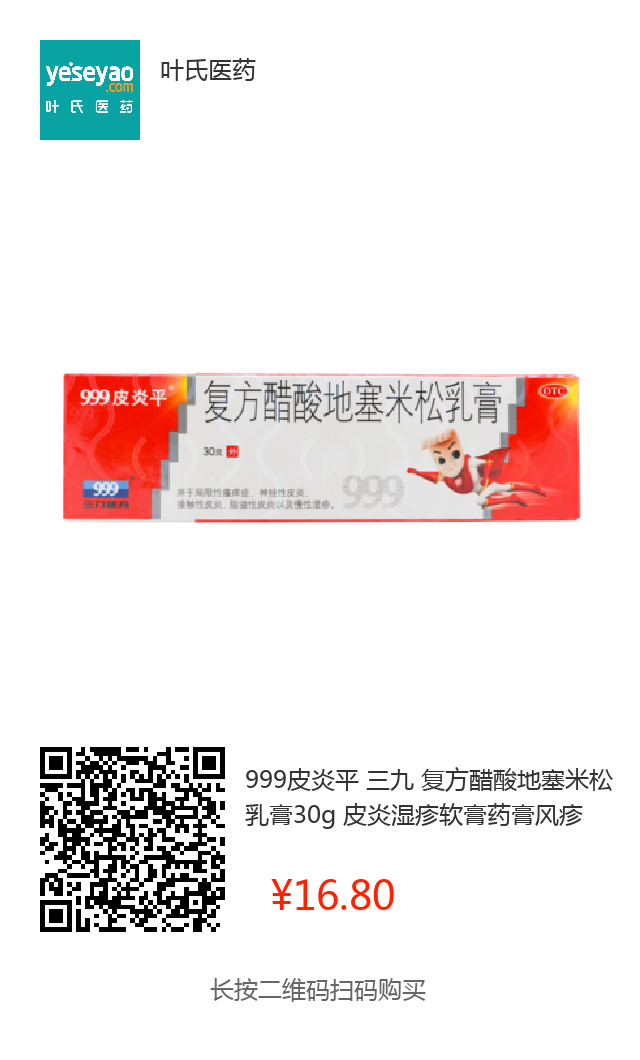 yeseyao
.com
叶氏医药
叶氏医药
999皮炎平®
复方醋酸地塞米松乳膏
OTC
30克 外
999
三九医药
用于局限性瘙痒症、神经性皮炎、
接触性皮炎、脂溢性皮炎以及慢性湿疹。
999
999皮炎平 三九 复方醋酸地塞米松
乳膏30g 皮炎湿疹软膏药膏风疹
¥16.80
长按二维码扫码购买